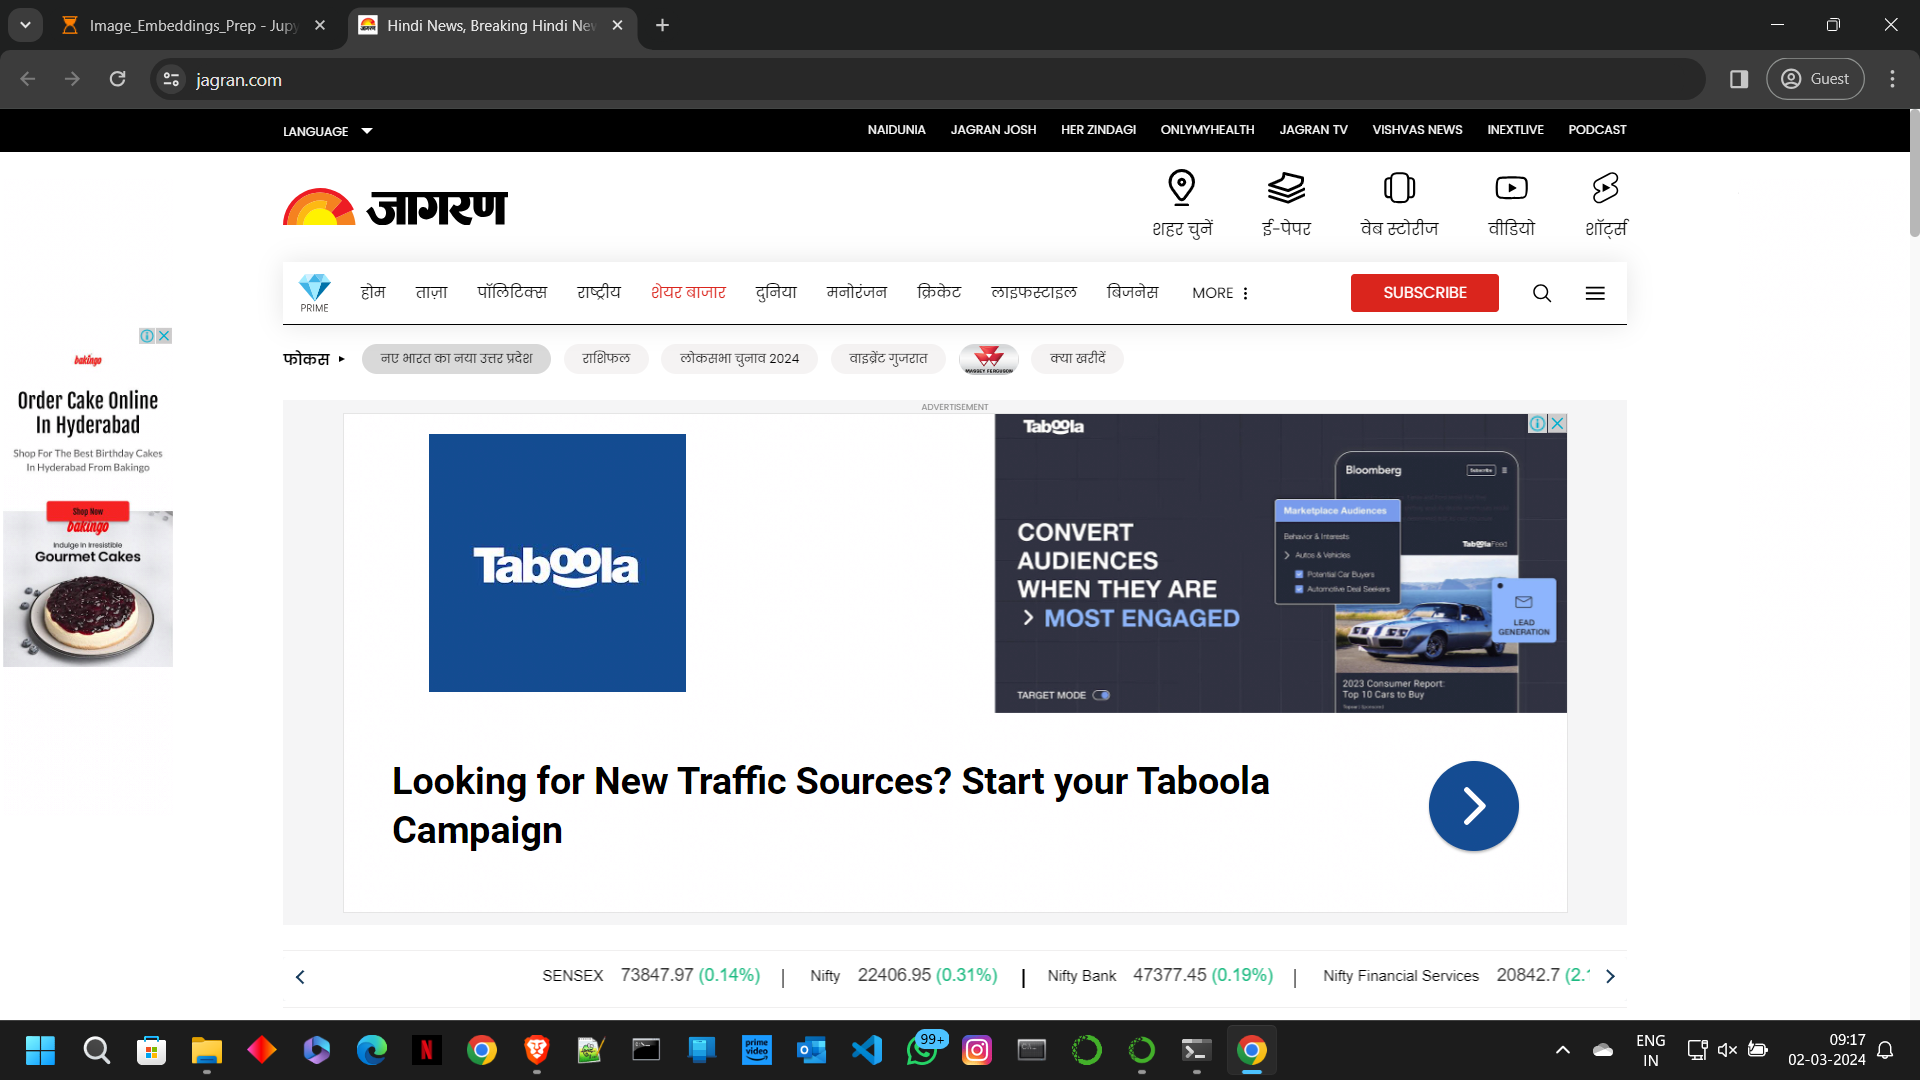 Image_Embeddings_Prep - Jupy
Hindi News, Breaking Hindi Nev
jagran.com
Guest
LANGUAGE
NAIDUNIA JAGRAN JOSH HER ZINDAGI ONLYMYHEALTH JAGRAN TV VISHVAS NEWS INEXTLIVE PODCAST
जागरण
शहर चुनें ई-पेपर वेब स्टोरीज वीडियो शॉर्ट्स
PRIME
होम ताज़ा पॉलिटिक्स राष्ट्रीय शेयर बाजार दुनिया मनोरंजन क्रिकेट लाइफस्टाइल बिजनेस MORE
SUBSCRIBE
फोकस
नए भारत का नया उत्तर प्रदेश राशिफल लोकसभा चुनाव 2024 वाइब्रेंट गुजरात MASSEY FERGUSON क्या खरीदें
bakingo
Order Cake Online
In Hyderabad
Shop For The Best Birthday Cakes
In Hyderabad From Bakingo
Shop Now
bakingo
Indulge in Irresistible
Gourmet Cakes
ADVERTISEMENT
Taboola
Taboola
CONVERT
AUDIENCES
WHEN THEY ARE
MOST ENGAGED
TARGET MODE
Bloomberg
Subscribe
Marketplace Audiences
Behavior & Interests
Autos & Vehicles
Potential Car Buyers
Automotive Deal Seekers
Taboola Feed
LEAD
GENERATION
2023 Consumer Report:
Top 10 Cars to Buy
Looking for New Traffic Sources? Start your Taboola
Campaign
SENSEX 73847.97 (0.14%) | Nifty 22406.95 (0.31%) | Nifty Bank 47377.45 (0.19%) | Nifty Financial Services 20842.7 (2.1
prime
video
99+
ENG
IN
09:17
02-03-2024